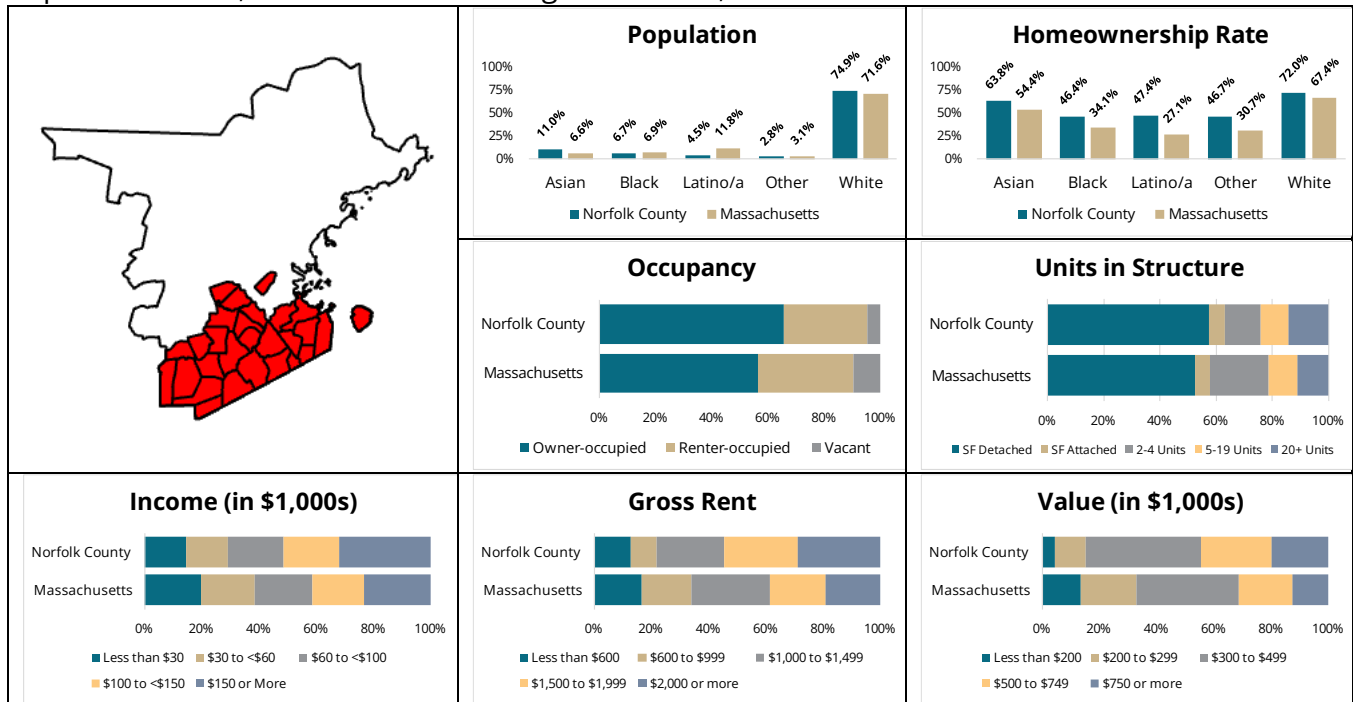 Population
100%
75%
50%
25%
0%
11.0%
6.6%
6.7%
6.9%
4.5%
11.8%
2.8%
3.1%
74.9%
71.6%
Asian Black Latino/a Other White
Norfolk County Massachusetts
Homeownership Rate
100%
75%
50%
25%
0%
63.8%
54.4%
46.4%
34.1%
47.4%
27.1%
46.7%
30.7%
72.0%
67.4%
Asian Black Latino/a Other White
Norfolk County Massachusetts
Occupancy
Norfolk County
Massachusetts
0% 20% 40% 60% 80% 100%
Owner-occupied Renter-occupied Vacant
Units in Structure
Norfolk County
Massachusetts
0% 20% 40% 60% 80% 100%
SF Detached SF Attached 2-4 Units 5-19 Units 20+ Units
Income (in $1,000s)
Norfolk County
Massachusetts
0% 20% 40% 60% 80% 100%
Less than $30 $30 to <$60 $60 to <$100
$100 to <$150 $150 or More
Gross Rent
Norfolk County
Massachusetts
0% 20% 40% 60% 80% 100%
Less than $600 $600 to $999 $1,000 to $1,499
$1,500 to $1,999 $2,000 or more
Value (in $1,000s)
Norfolk County
Massachusetts
0% 20% 40% 60% 80% 100%
Less than $200 $200 to $299 $300 to $499
$500 to $749 $750 or more